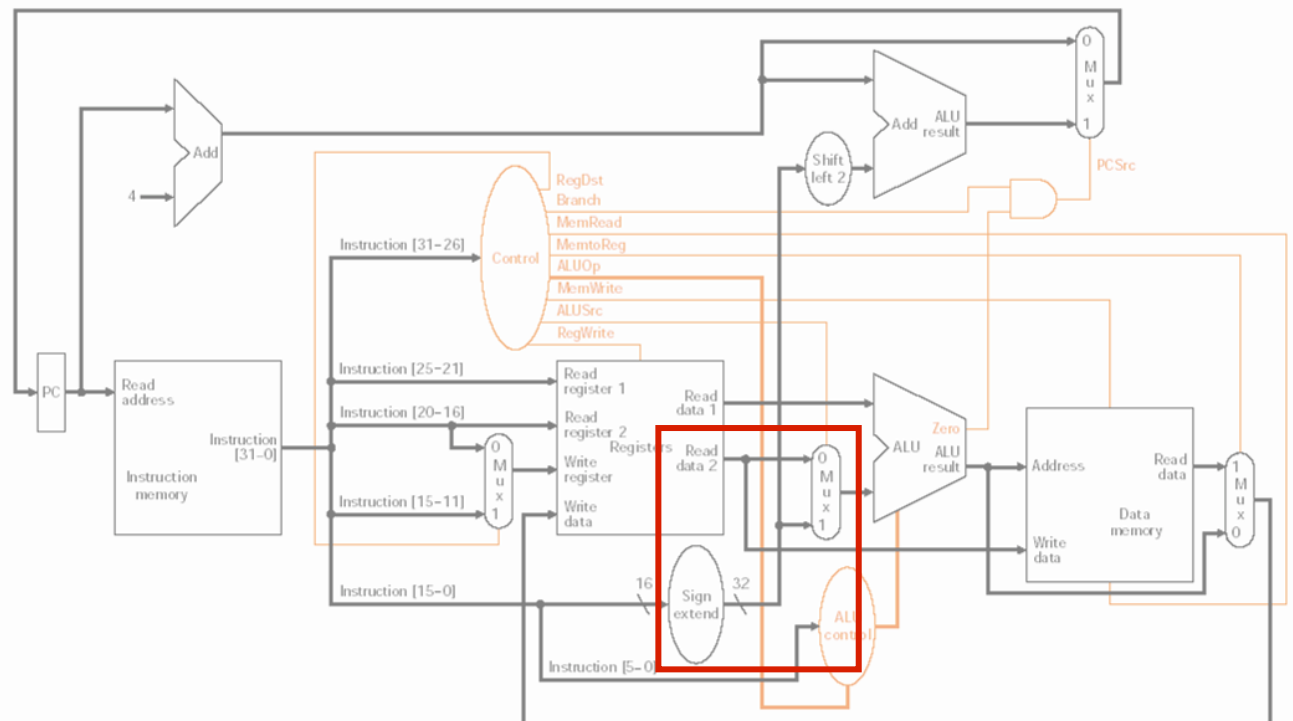 0
M
u
x
1
Add
ALU
result
Add
4
Shift
left 2
PCSrc
RegDst
Branch
MemRead
MemtoReg
ALUOp
MemWrite
ALUSrc
RegWrite
Control
Instruction [31-26]
Instruction [25-21]
Instruction [20-16]
Instruction [15-11]
Instruction [15-0]
Instruction [5-0]
PC
Read
address
Instruction
[31-0]
Instruction
memory
0
M
u
x
1
Read
register 1
Read
register 2
Write
register
Write
data
Registers
Read
data 1
Read
data 2
0
M
u
x
1
Zero
ALU
ALU
result
Address
Write
data
Read
data
Data
memory
1
M
u
x
0
16
Sign
extend
32
ALU
control